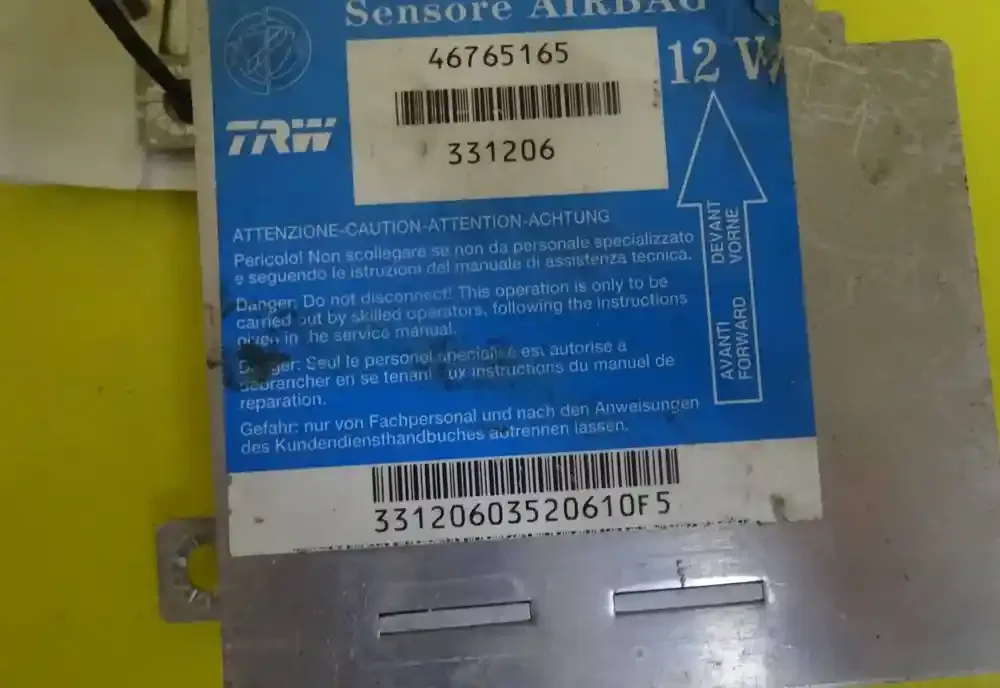 Sensore AIRBAG
46765165
12 V
TRW
331206
ATTENZIONE-CAUTION-ATTENTION-ACHTUNG
Pericolo! Non scollegare se non da personale specializzato
e seguendo le istruzioni del manuale di assistenza tecnica.
Danger: Do not disconnect! This operation is only to be
carried out by skilled operators, following the instructions
given in the service manual.
Danger: Seul le personel specialisé est autorise a
debrancher en se tenant aux instructions du manuel de
reparation.
Gefahr: nur von Fachpersonal und nach den Anweisungen
des Kundendiensthandbuches abtrennen lassen.
AVANTI DEVANT
FORWARD VORNE
33120603520610F5